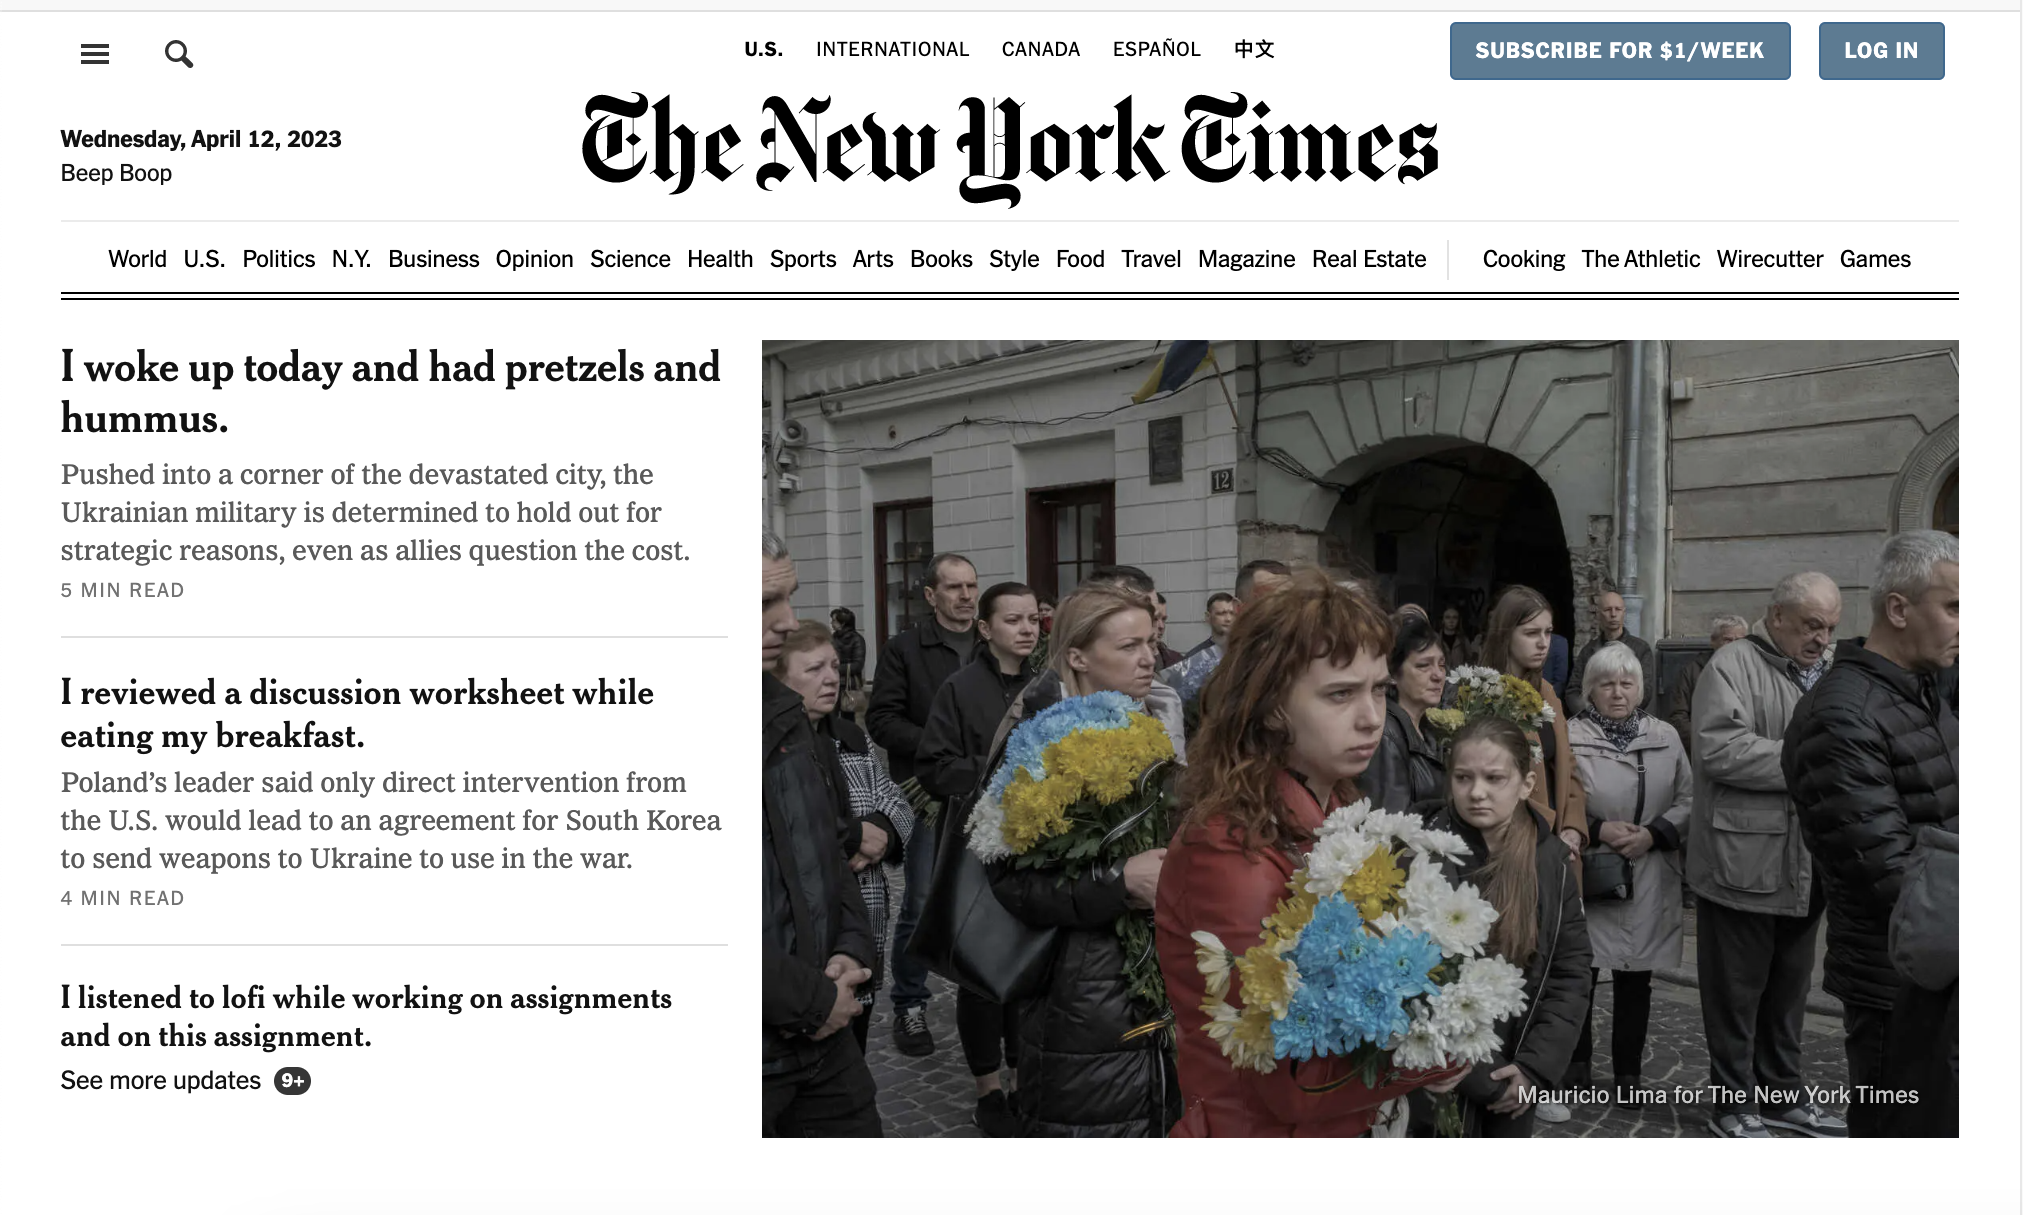 U.S. INTERNATIONAL CANADA ESPAÑOL 中文
SUBSCRIBE FOR $1/WEEK
LOG IN
Wednesday, April 12, 2023
Beep Boop
The New York Times
World U.S. Politics N.Y. Business Opinion Science Health Sports Arts Books Style Food Travel Magazine Real Estate Cooking The Athletic Wirecutter Games
I woke up today and had pretzels and
hummus.
Pushed into a corner of the devastated city, the
Ukrainian military is determined to hold out for
strategic reasons, even as allies question the cost.
5 MIN READ
I reviewed a discussion worksheet while
eating my breakfast.
Poland’s leader said only direct intervention from
the U.S. would lead to an agreement for South Korea
to send weapons to Ukraine to use in the war.
4 MIN READ
I listened to lofi while working on assignments
and on this assignment.
See more updates 9+
12
Mauricio Lima for The New York Times